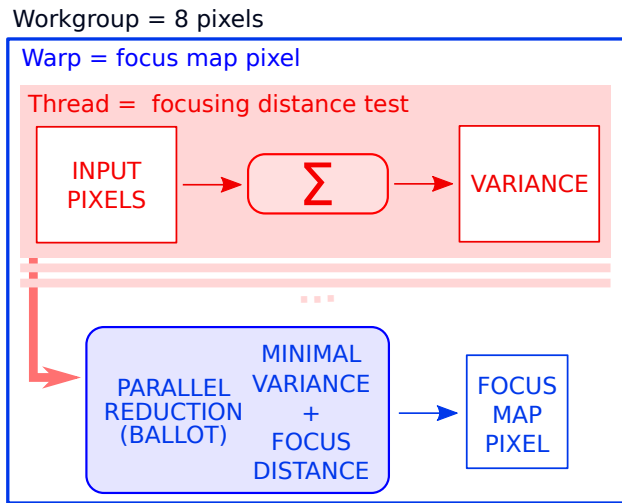 Workgroup = 8 pixels
Warp = focus map pixel
Thread =  focusing distance test
INPUT
PIXELS
Σ
VARIANCE
...
PARALLEL
REDUCTION
(BALLOT)
MINIMAL
VARIANCE
+
FOCUS
DISTANCE
FOCUS
MAP
PIXEL